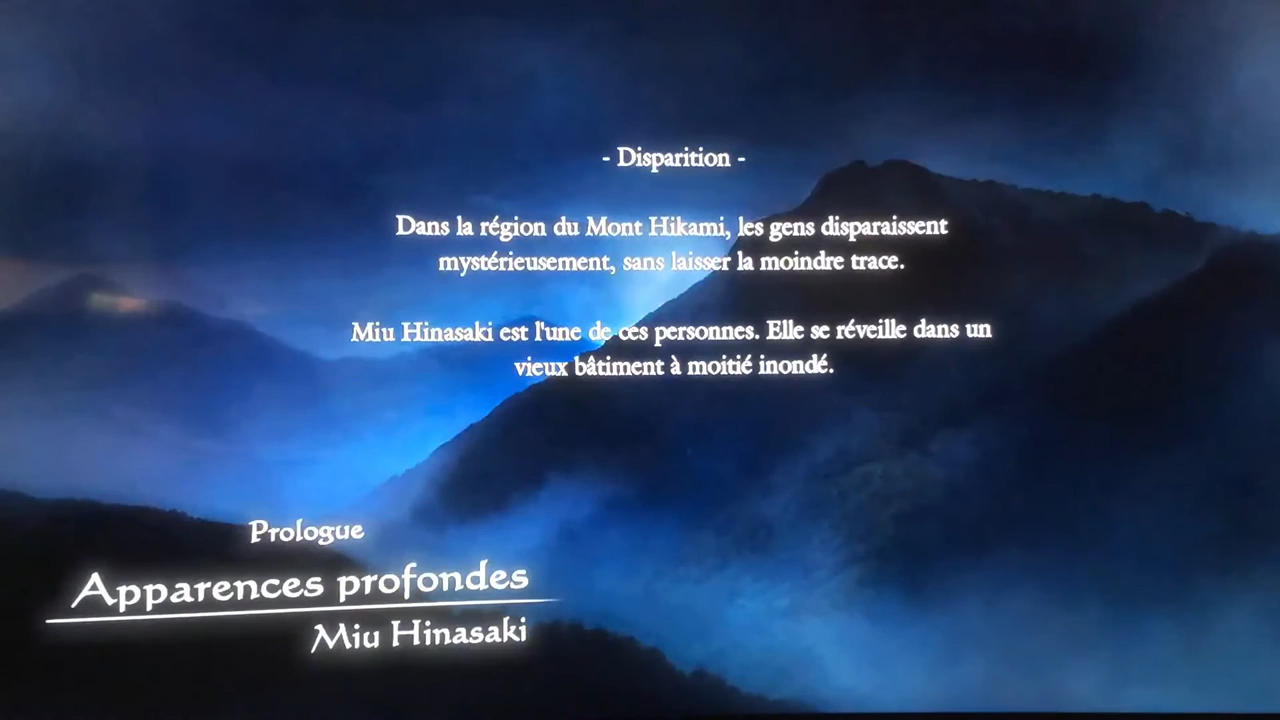 - Disparition -
Dans la région du Mont Hikami, les gens disparaissent
mystérieusement, sans laisser la moindre trace.
Miu Hinasaki est l'une de ces personnes. Elle se réveille dans un
vieux bâtiment à moitié inondé.
Prologue
Apparences profondes
Miu Hinasaki